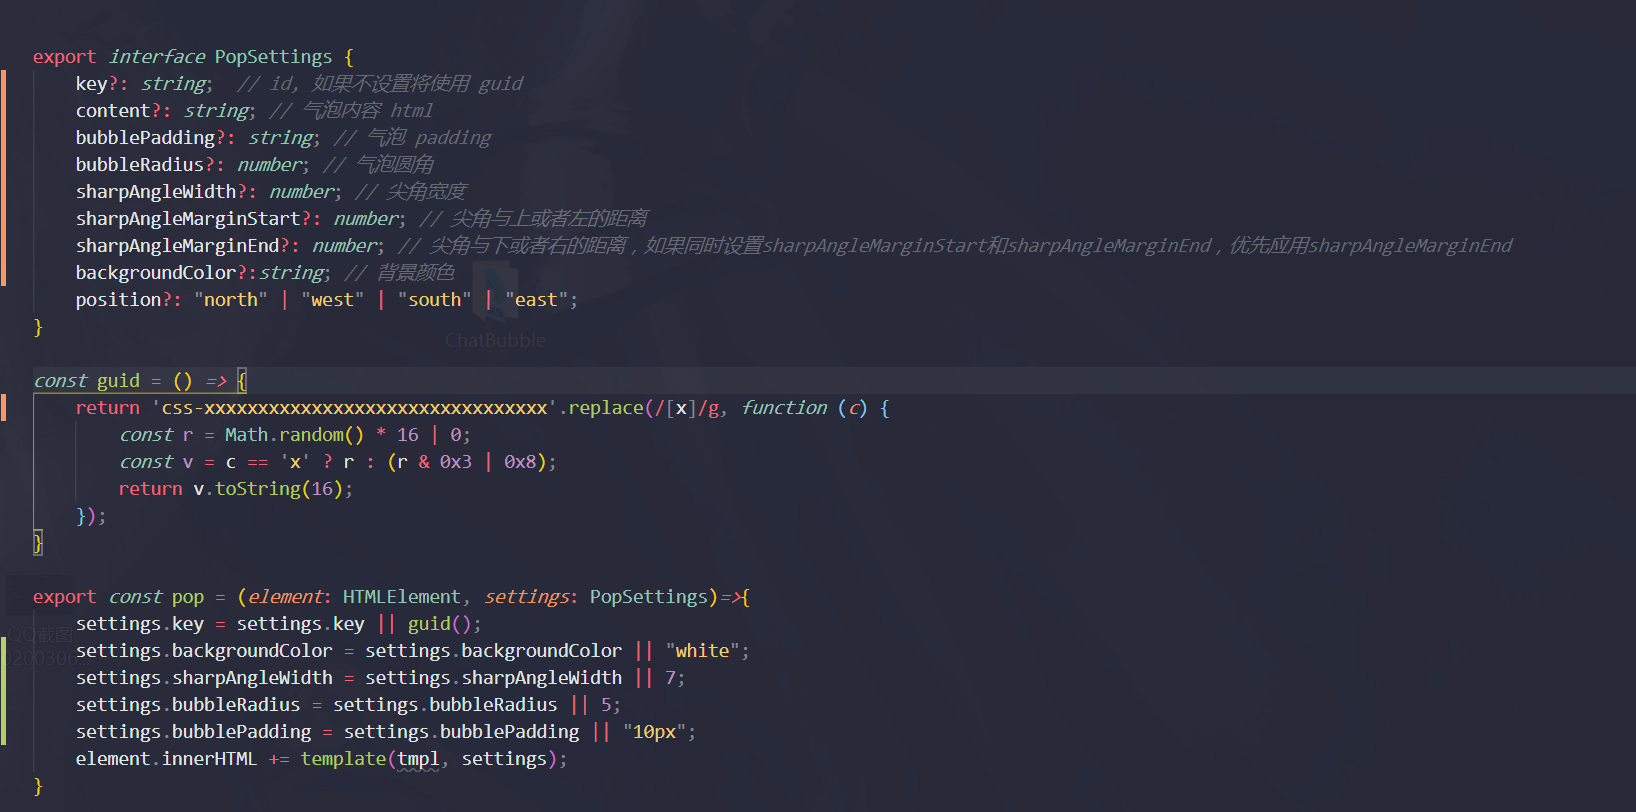 export interface PopSettings {
key?: string;  // id, 如果不设置将使用 guid
content?: string; // 气泡内容 html
bubblePadding?: string; // 气泡 padding
bubbleRadius?: number; // 气泡圆角
sharpAngleWidth?: number; // 尖角宽度
sharpAngleMarginStart?: number; // 尖角与上或者左的距离
sharpAngleMarginEnd?: number; // 尖角与下或者右的距离，如果同时设置sharpAngleMarginStart和sharpAngleMarginEnd，优先应用sharpAngleMarginEnd
backgroundColor?:string; // 背景颜色
position?: "north" | "west" | "south" | "east";
}
ChatBubble
const guid = () => {
return 'css-xxxxxxxxxxxxxxxxxxxxxxxxxxxxxxxx'.replace(/[x]/g, function (c) {
const r = Math.random() * 16 | 0;
const v = c == 'x' ? r : (r & 0x3 | 0x8);
return v.toString(16);
});
}
export const pop = (element: HTMLElement, settings: PopSettings)=>{
settings.key = settings.key || guid();
QQ截图
settings.backgroundColor = settings.backgroundColor || "white";
settings.sharpAngleWidth = settings.sharpAngleWidth || 7;
settings.bubbleRadius = settings.bubbleRadius || 5;
settings.bubblePadding = settings.bubblePadding || "10px";
element.innerHTML += template(tmpl, settings);
}